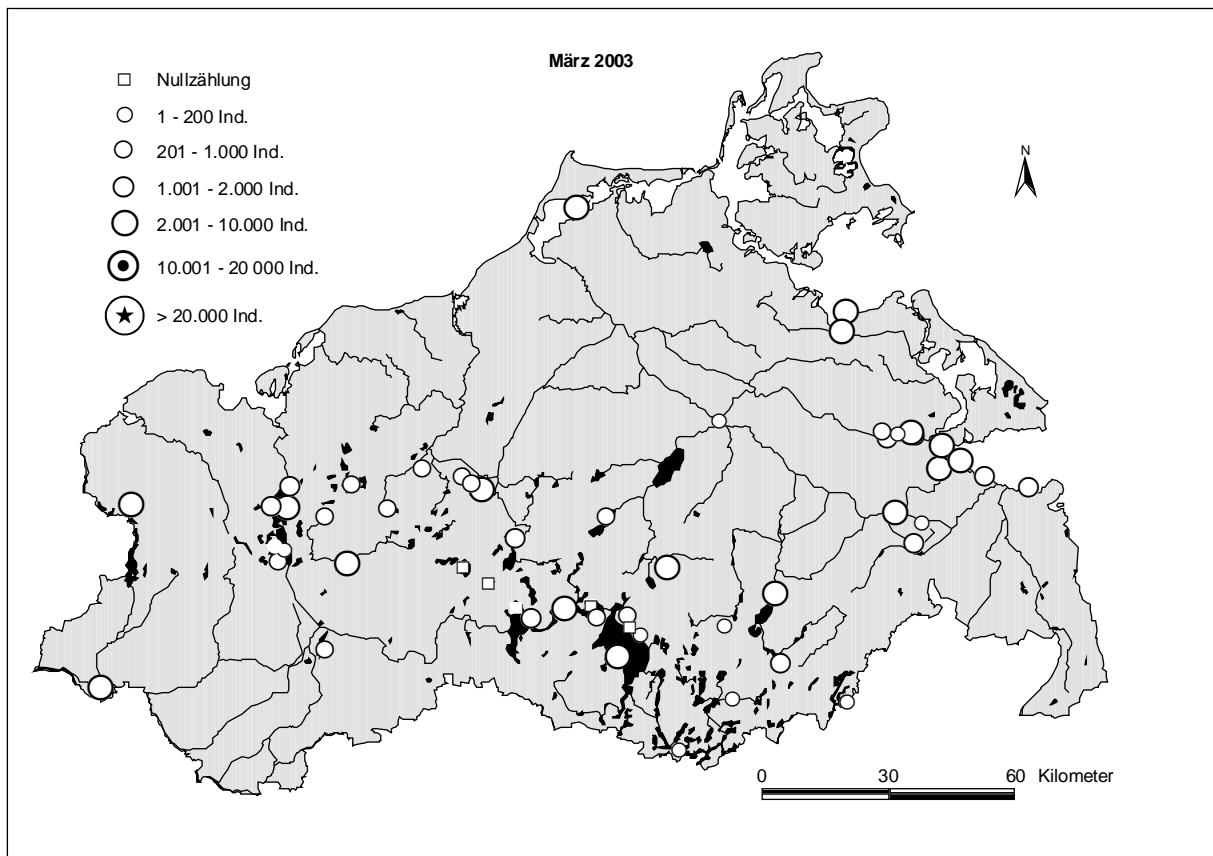 März 2003
Nullzählung
1 - 200 Ind.
201 - 1.000 Ind.
1.001 - 2.000 Ind.
2.001 - 10.000 Ind.
10.001 - 20 000 Ind.
> 20.000 Ind.
N
0 30 60 Kilometer